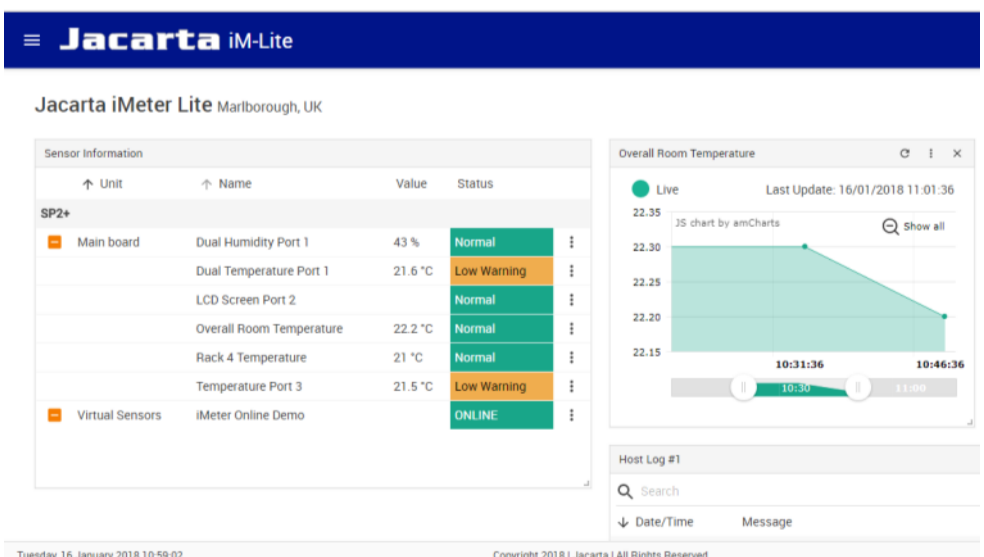 Jacarta iM-Lite
Jacarta iMeter Lite Marlborough, UK
Sensor Information
Unit Name Value Status
SP2+
Main board Dual Humidity Port 1 43 % Normal
Dual Temperature Port 1 21.6 °C Low Warning
LCD Screen Port 2 Normal
Overall Room Temperature 22.2 °C Normal
Rack 4 Temperature 21 °C Normal
Temperature Port 3 21.5 °C Low Warning
Virtual Sensors iMeter Online Demo ONLINE
Overall Room Temperature
Live Last Update: 16/01/2018 11:01:36
22.35
JS chart by amCharts Show all
22.30
22.25
22.20
22.15
10:31:36 10:46:36
10:30 11:00
Host Log #1
Search
Date/Time Message
Tuesday, 16 January 2018 10:59:02 Copyright 2018 | Jacarta | All Rights Reserved